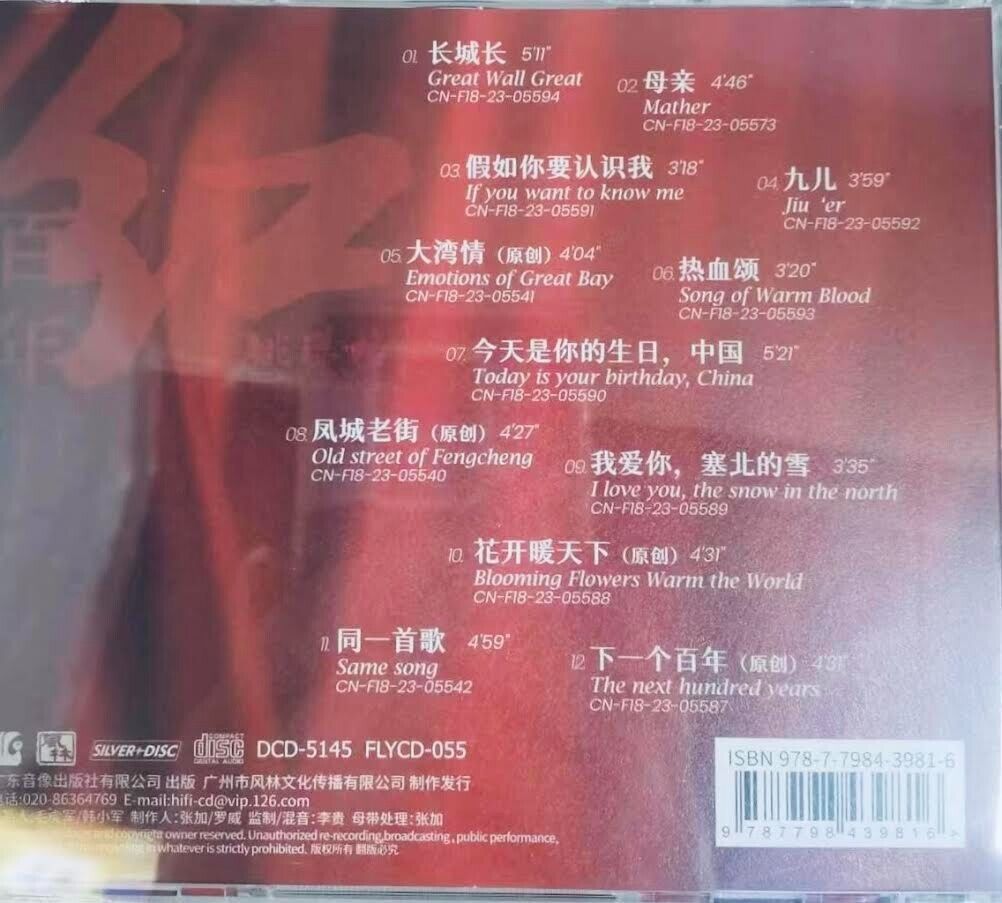 01. 长城长 5'11"
Great Wall Great
CN-F18-23-05594
02. 母亲 4'46"
Mather
CN-F18-23-05573
03. 假如你要认识我 3'18"
If you want to know me
CN-F18-23-05591
04. 九儿 3'59"
Jiu 'er
CN-F18-23-05592
05. 大湾情（原创）4'04"
Emotions of Great Bay
CN-F18-23-05541
06. 热血颂 3'20"
Song of Warm Blood
CN-F18-23-05593
07. 今天是你的生日，中国 5'21"
Today is your birthday, China
CN-F18-23-05590
08. 凤城老街（原创）4'27"
Old street of Fengcheng
CN-F18-23-05540
09. 我爱你，塞北的雪 3'35"
I love you, the snow in the north
CN-F18-23-05589
10. 花开暖天下（原创）4'31"
Blooming Flowers Warm the World
CN-F18-23-05588
11. 同一首歌 4'59"
Same song
CN-F18-23-05542
12. 下一个百年（原创）4'31"
The next hundred years
CN-F18-23-05587
红
百
SILVER+DISC COMPACT disc DIGITAL AUDIO DCD-5145 FLYCD-055
东音像出版社有限公司 出版 广州市风林文化传播有限公司 制作发行
电话:020-86364769 E-mail:hifi-cd@vip.126.com
/韩小军 制作人:张加/罗威 监制/混音:李贵 母带处理:张加
and copyright owner reserved. Unauthorized re-recording,broadcasting, public performance,
in whatever is strictly prohibited. 版权所有 翻版必究
ISBN 978-7-7984-3981-6
9 787798 439816 >